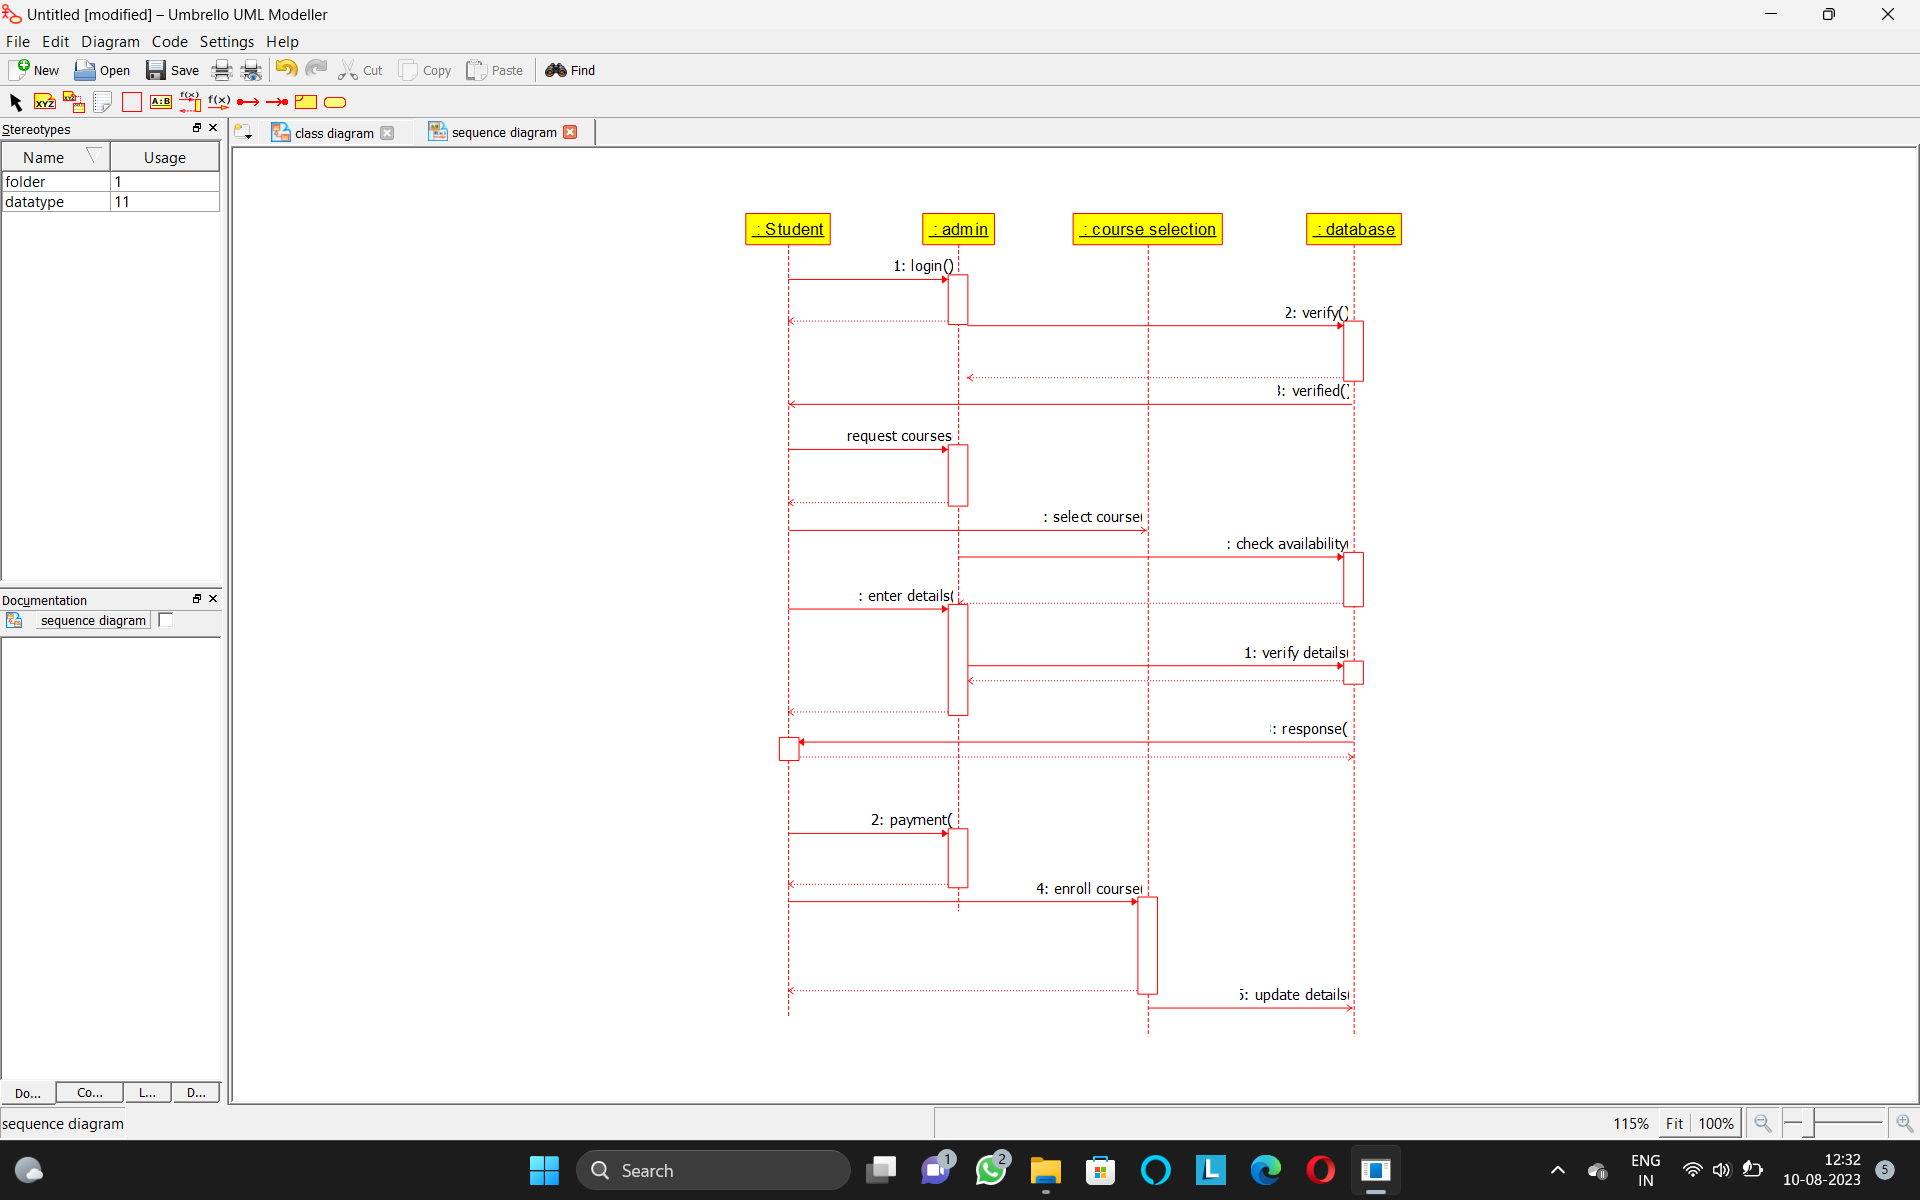 Untitled [modified] – Umbrello UML Modeller
File Edit Diagram Code Settings Help
New Open Save Cut Copy Paste Find
XYZ XYZ A:B f(x) f(x)
Stereotypes
class diagram
sequence diagram
Name Usage
folder 1
datatype 11
: Student
: admin
: course selection
: database
1: login()
2: verify()
3: verified()
request courses
: select course(
: check availability(
: enter details(
1: verify details(
: response(
2: payment(
4: enroll course(
5: update details(
Documentation
sequence diagram
Do... Co... L... D...
sequence diagram
115% Fit 100%
Search
1
2
L
ENG
IN
12:32
10-08-2023
5